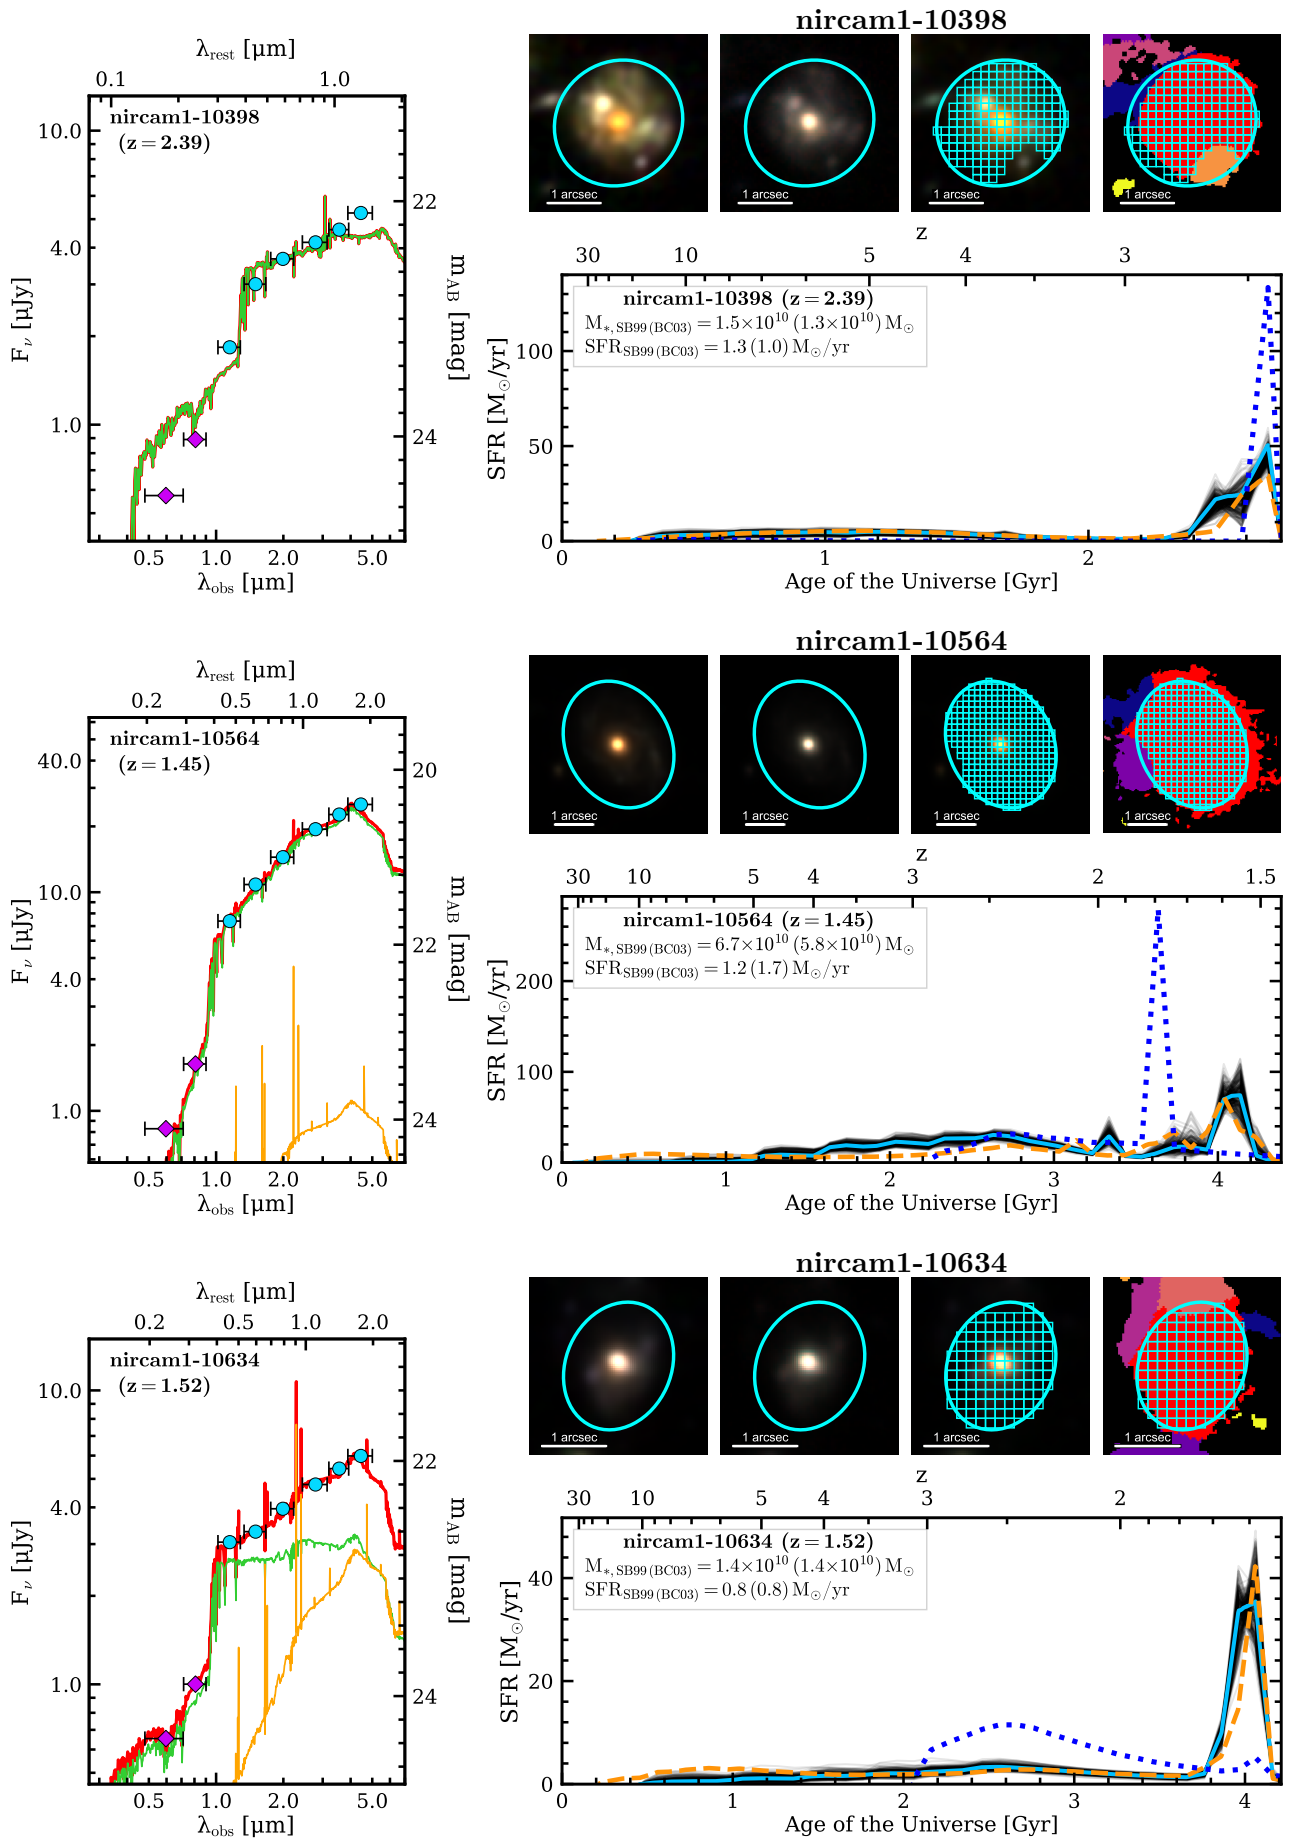 nircam1-10398
λrest [μm]
0.1 1.0
nircam1-10398
(z = 2.39)
10.0
4.0
1.0
Fν [μJy]
22
24
mAB [mag]
0.5 1.0 2.0 5.0
λobs [μm]
1 arcsec 1 arcsec 1 arcsec 1 arcsec
z
30 10 5 4 3
nircam1-10398 (z = 2.39)
M*, SB99 (BC03) = 1.5×10^10 (1.3×10^10) M⊙
SFRSB99 (BC03) = 1.3 (1.0) M⊙/yr
SFR [M⊙/yr]
100
50
0
0 1 2
Age of the Universe [Gyr]
nircam1-10564
λrest [μm]
0.2 0.5 1.0 2.0
nircam1-10564
(z = 1.45)
40.0
10.0
4.0
1.0
Fν [μJy]
20
22
24
mAB [mag]
0.5 1.0 2.0 5.0
λobs [μm]
1 arcsec 1 arcsec 1 arcsec 1 arcsec
z
30 10 5 4 3 2 1.5
nircam1-10564 (z = 1.45)
M*, SB99 (BC03) = 6.7×10^10 (5.8×10^10) M⊙
SFRSB99 (BC03) = 1.2 (1.7) M⊙/yr
SFR [M⊙/yr]
200
100
0
0 1 2 3 4
Age of the Universe [Gyr]
nircam1-10634
λrest [μm]
0.2 0.5 1.0 2.0
nircam1-10634
(z = 1.52)
10.0
4.0
1.0
Fν [μJy]
22
24
mAB [mag]
0.5 1.0 2.0 5.0
λobs [μm]
1 arcsec 1 arcsec 1 arcsec 1 arcsec
z
30 10 5 4 3 2
nircam1-10634 (z = 1.52)
M*, SB99 (BC03) = 1.4×10^10 (1.4×10^10) M⊙
SFRSB99 (BC03) = 0.8 (0.8) M⊙/yr
SFR [M⊙/yr]
40
20
0
0 1 2 3 4
Age of the Universe [Gyr]